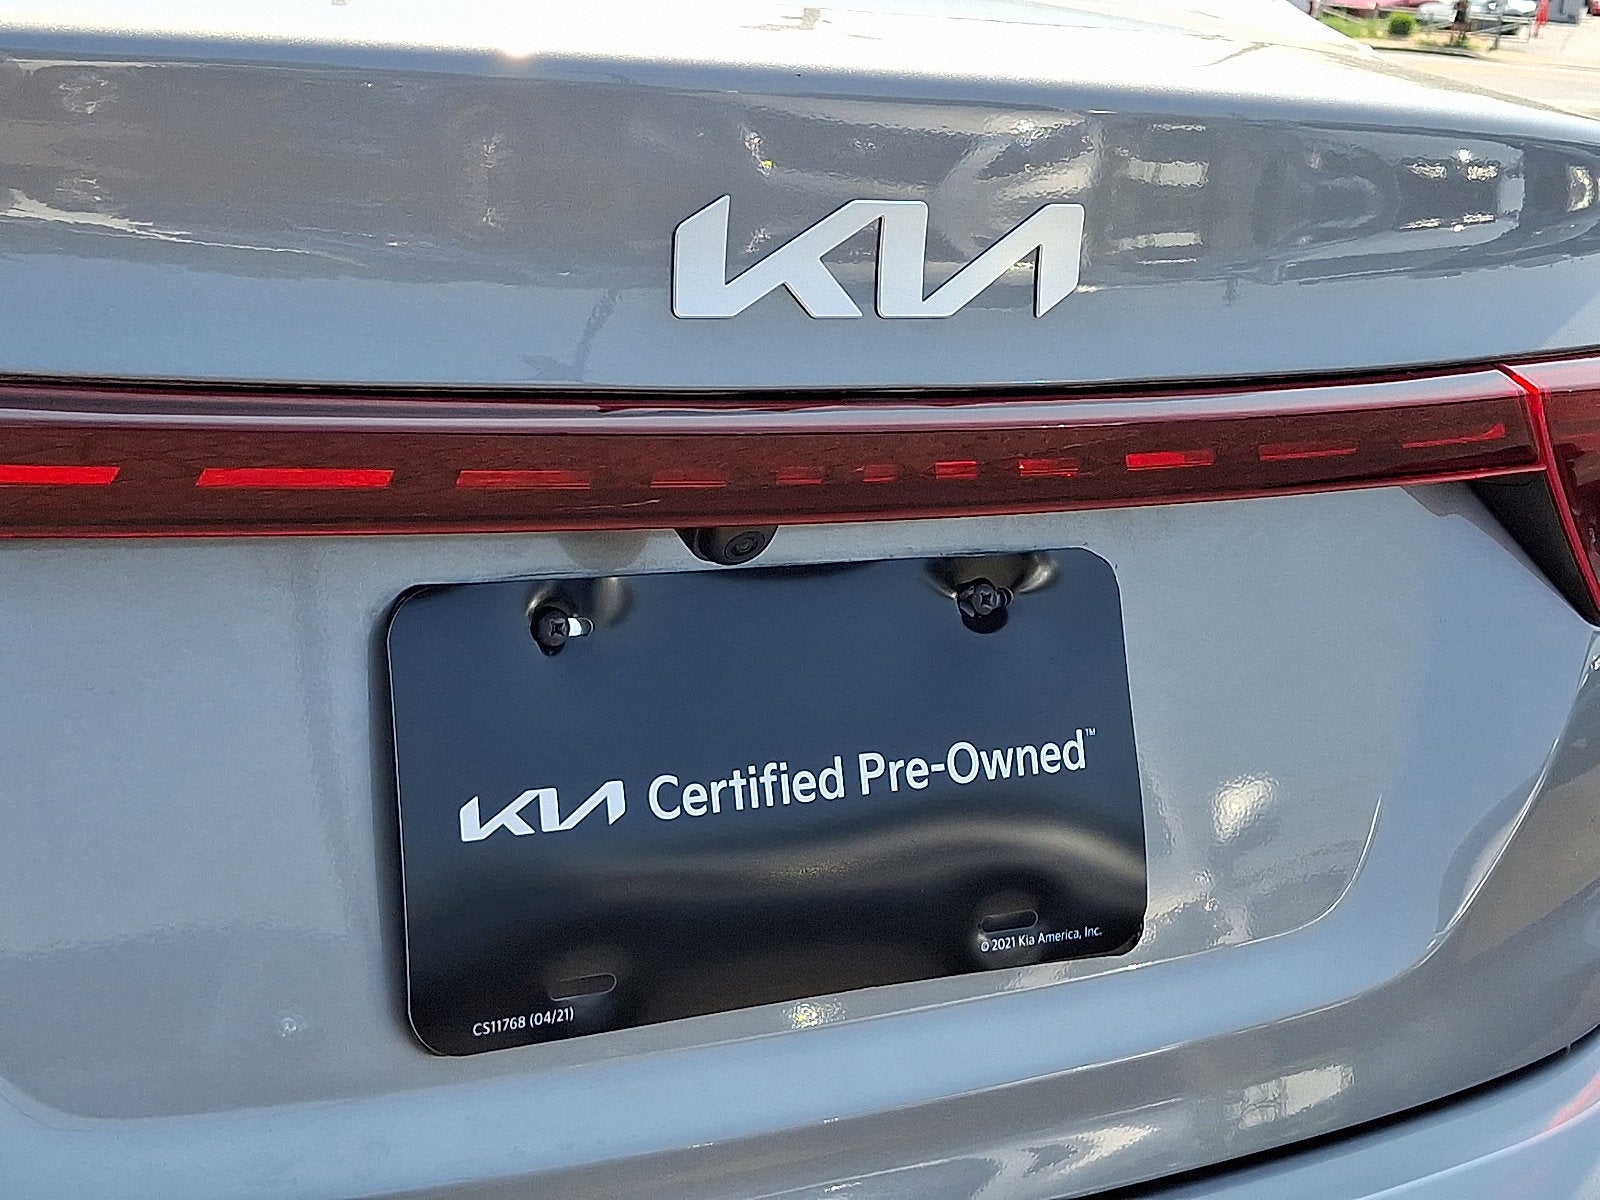 KIA
KIA Certified Pre-Owned™
© 2021 Kia America, Inc.
CS11768 (04/21)